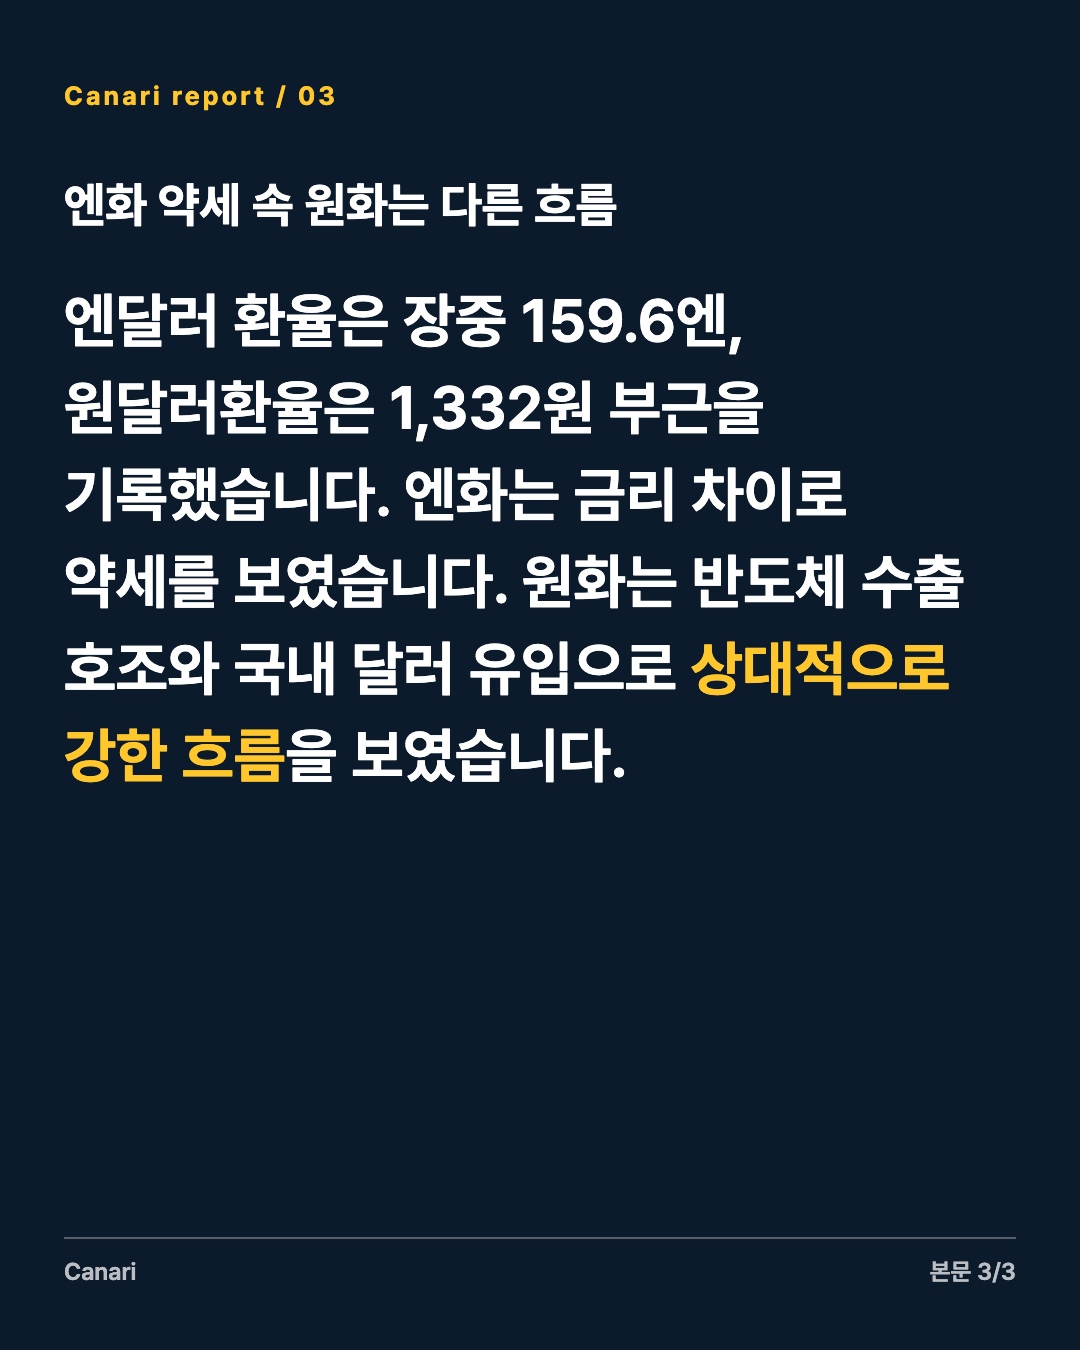 Canari report / 03
엔화 약세 속 원화는 다른 흐름
엔달러 환율은 장중 159.6엔,
원달러환율은 1,332원 부근을
기록했습니다. 엔화는 금리 차이로
약세를 보였습니다. 원화는 반도체 수출
호조와 국내 달러 유입으로 상대적으로
강한 흐름을 보였습니다.
Canari
본문 3/3